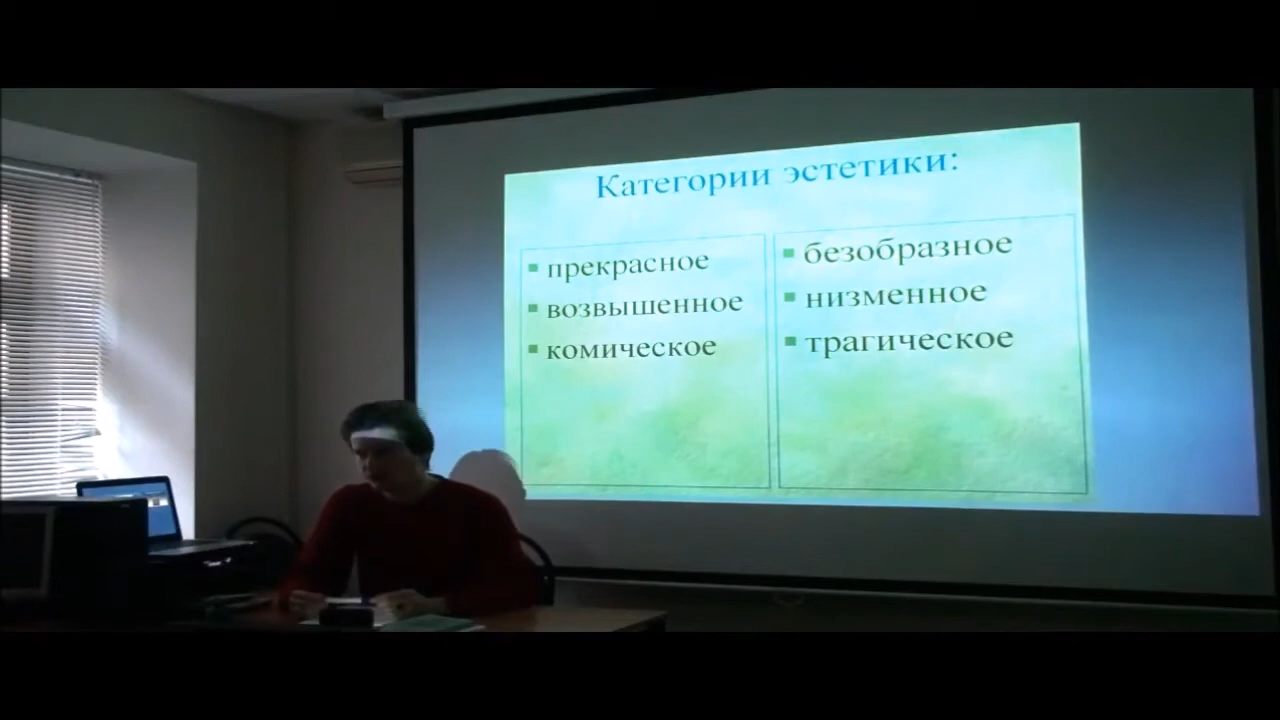 Категории эстетики:
прекрасное
возвышенное
комическое
безобразное
низменное
трагическое